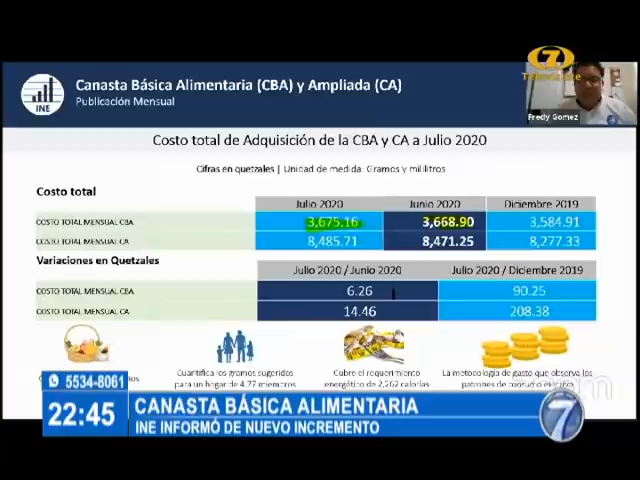 Canasta Básica Alimentaria (CBA) y Ampliada (CA)
Publicación Mensual
INE
7
Fredy Gomez
Costo total de Adquisición de la CBA y CA a Julio 2020
Cifras en quetzales | Unidad de medida: Gramos y mililitros
Costo total
Julio 2020 Junio 2020 Diciembre 2019
COSTO TOTAL MENSUAL CBA 3,675.16 3,668.90 3,584.91
COSTO TOTAL MENSUAL CA 8,485.71 8,471.25 8,277.33
Variaciones en Quetzales
Julio 2020 / Junio 2020 Julio 2020 / Diciembre 2019
COSTO TOTAL MENSUAL CBA 6.26 90.25
COSTO TOTAL MENSUAL CA 14.46 208.38
Cuantifica los gramos sugeridos
para un hogar de 4.77 miembros
Cubre el requerimiento
energético de 2,262 calorías
La metodología de gasto que observa los
patrones de consumo efectivo
5534-8061
22:45
CANASTA BÁSICA ALIMENTARIA
INE INFORMÓ DE NUEVO INCREMENTO
7